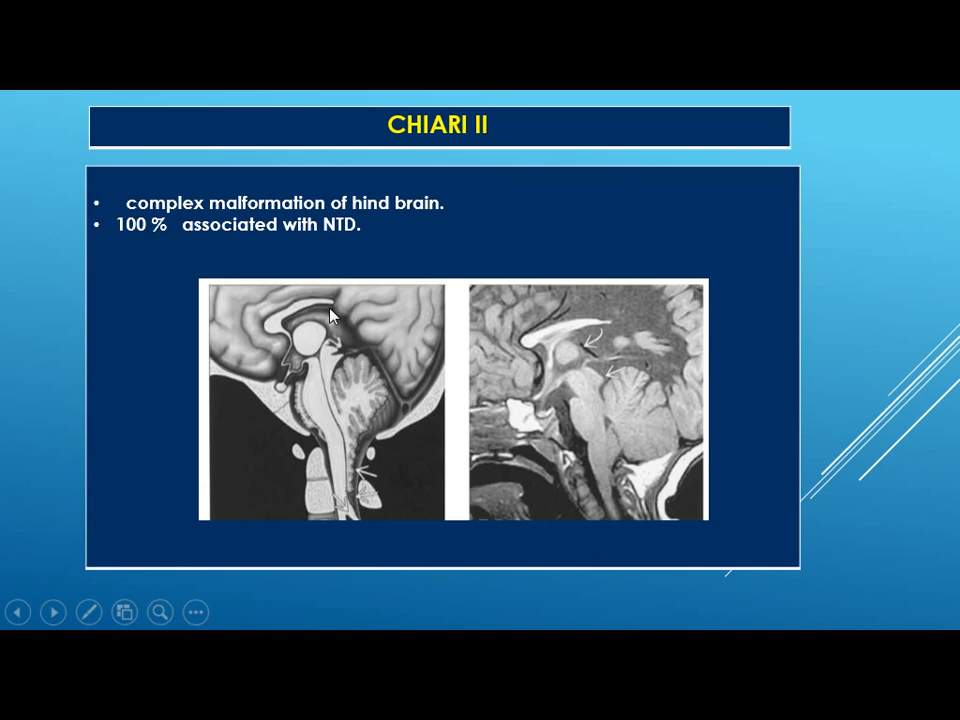 CHIARI II
• complex malformation of hind brain.
• 100 % associated with NTD.